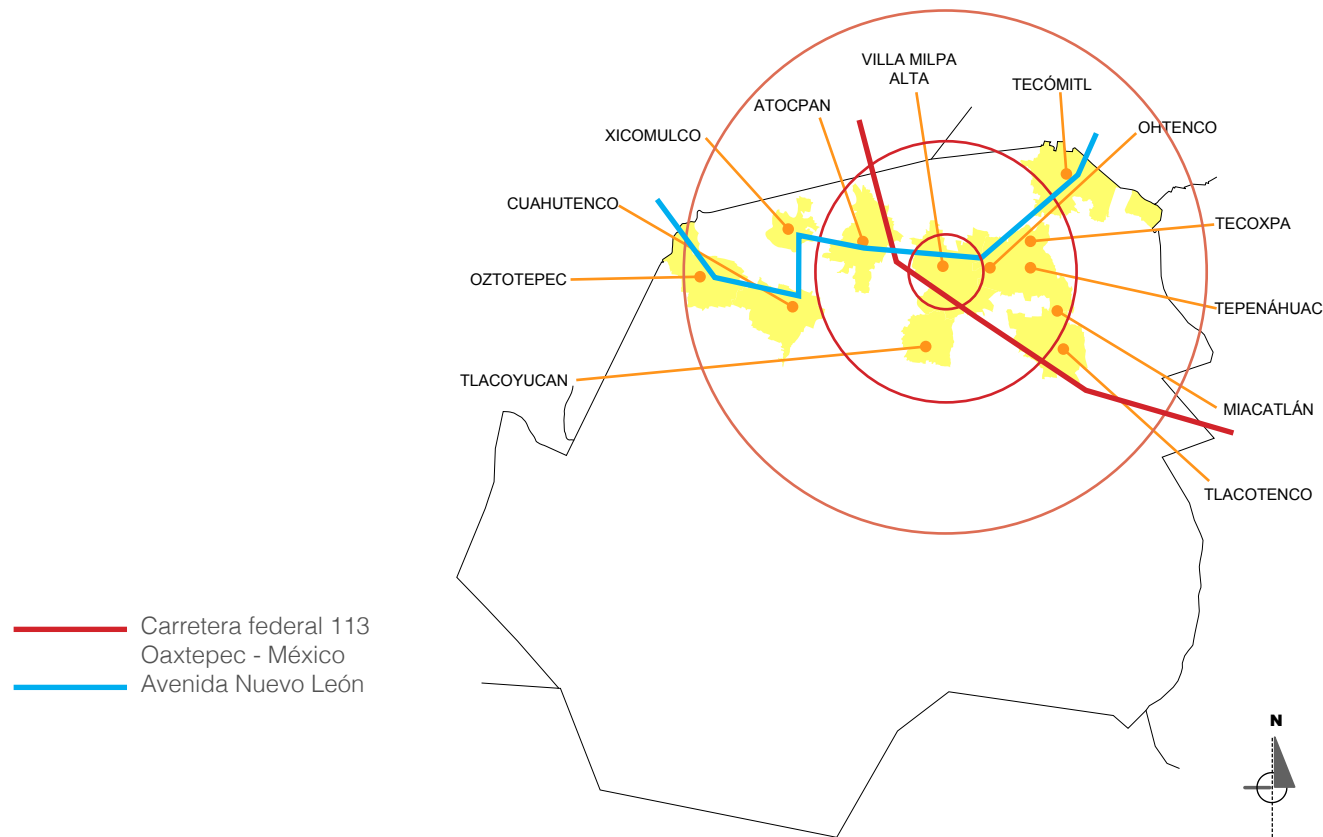 VILLA MILPA
ALTA
TECÓMITL
ATOCPAN
OHTENCO
XICOMULCO
CUAHUTENCO
TECOXPA
OZTOTEPEC
TEPENÁHUAC
TLACOYUCAN
MIACATLÁN
TLACOTENCO
Carretera federal 113
Oaxtepec - México
Avenida Nuevo León
N